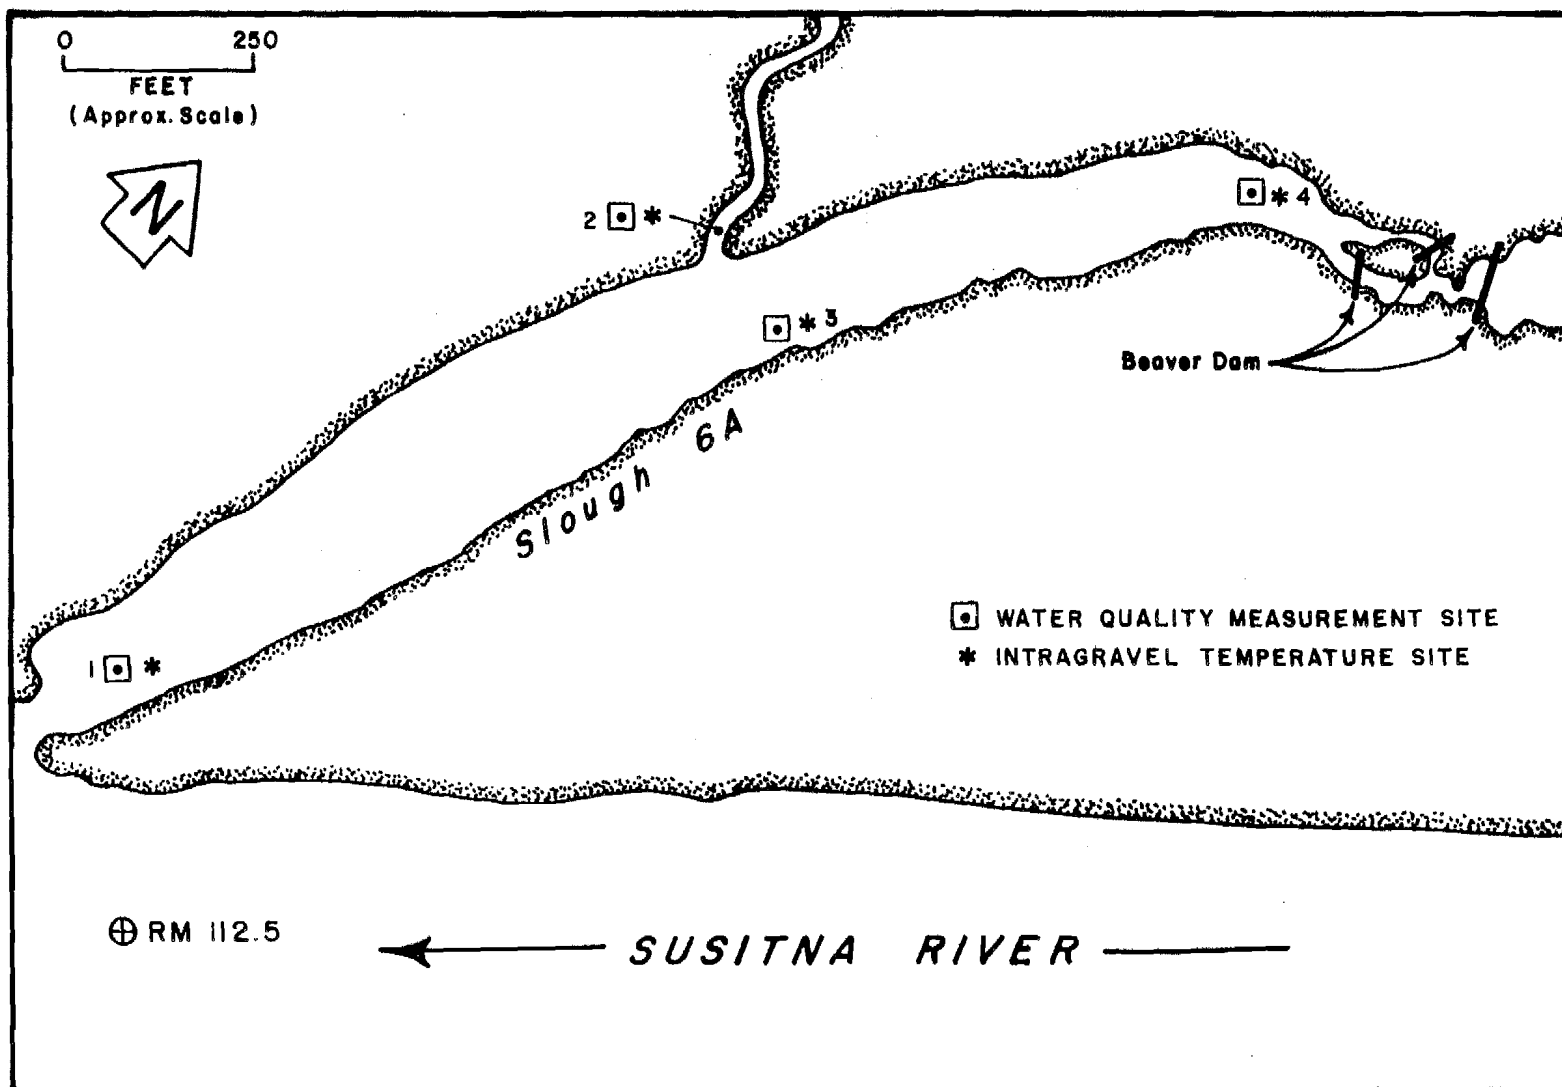 0 250
FEET
(Approx. Scale)
N
2 *
* 4
* 3
Beaver Dam
Slough 6A
WATER QUALITY MEASUREMENT SITE
* INTRAGRAVEL TEMPERATURE SITE
1 *
RM 112.5
SUSITNA RIVER